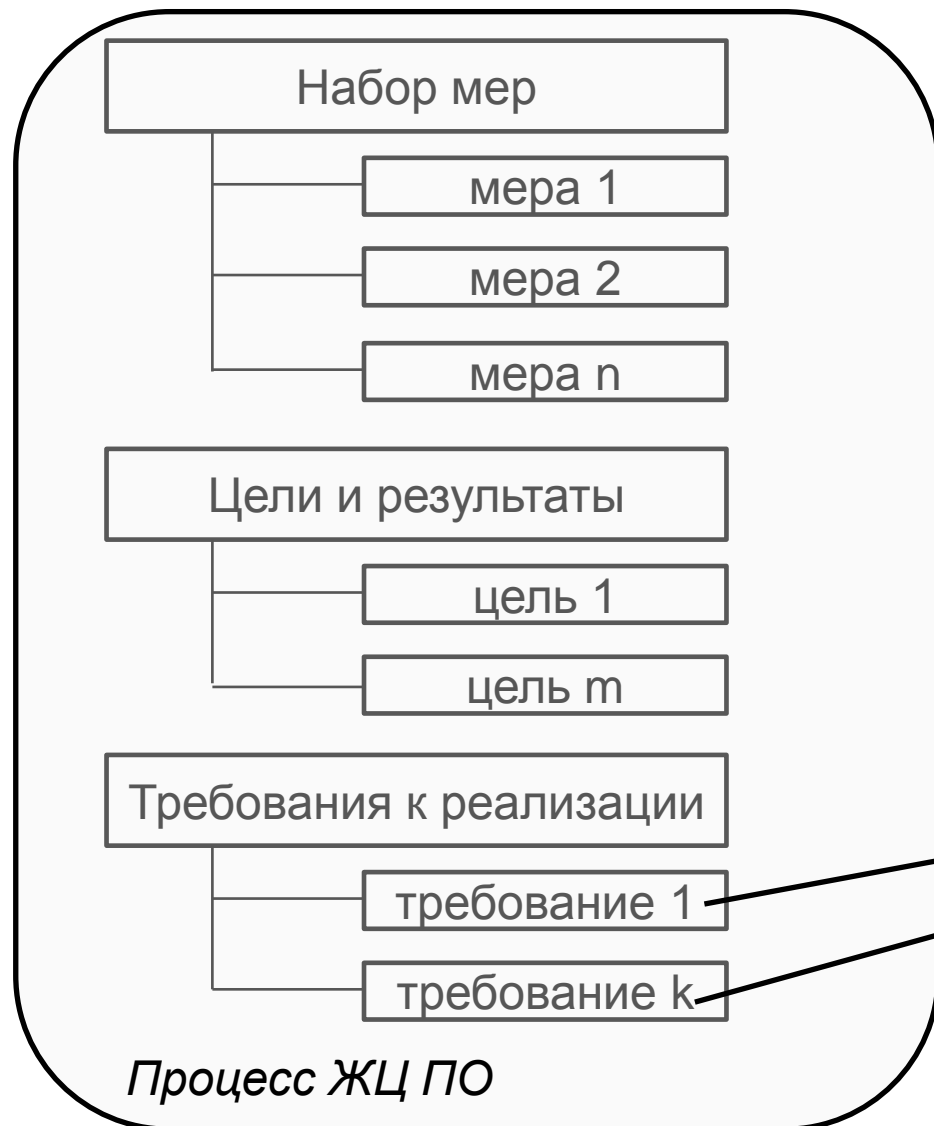 Набор мер
мера 1
мера 2
мера n
Цели и результаты
цель 1
цель m
Требования к реализации
требование 1
требование k
Процесс ЖЦ ПО